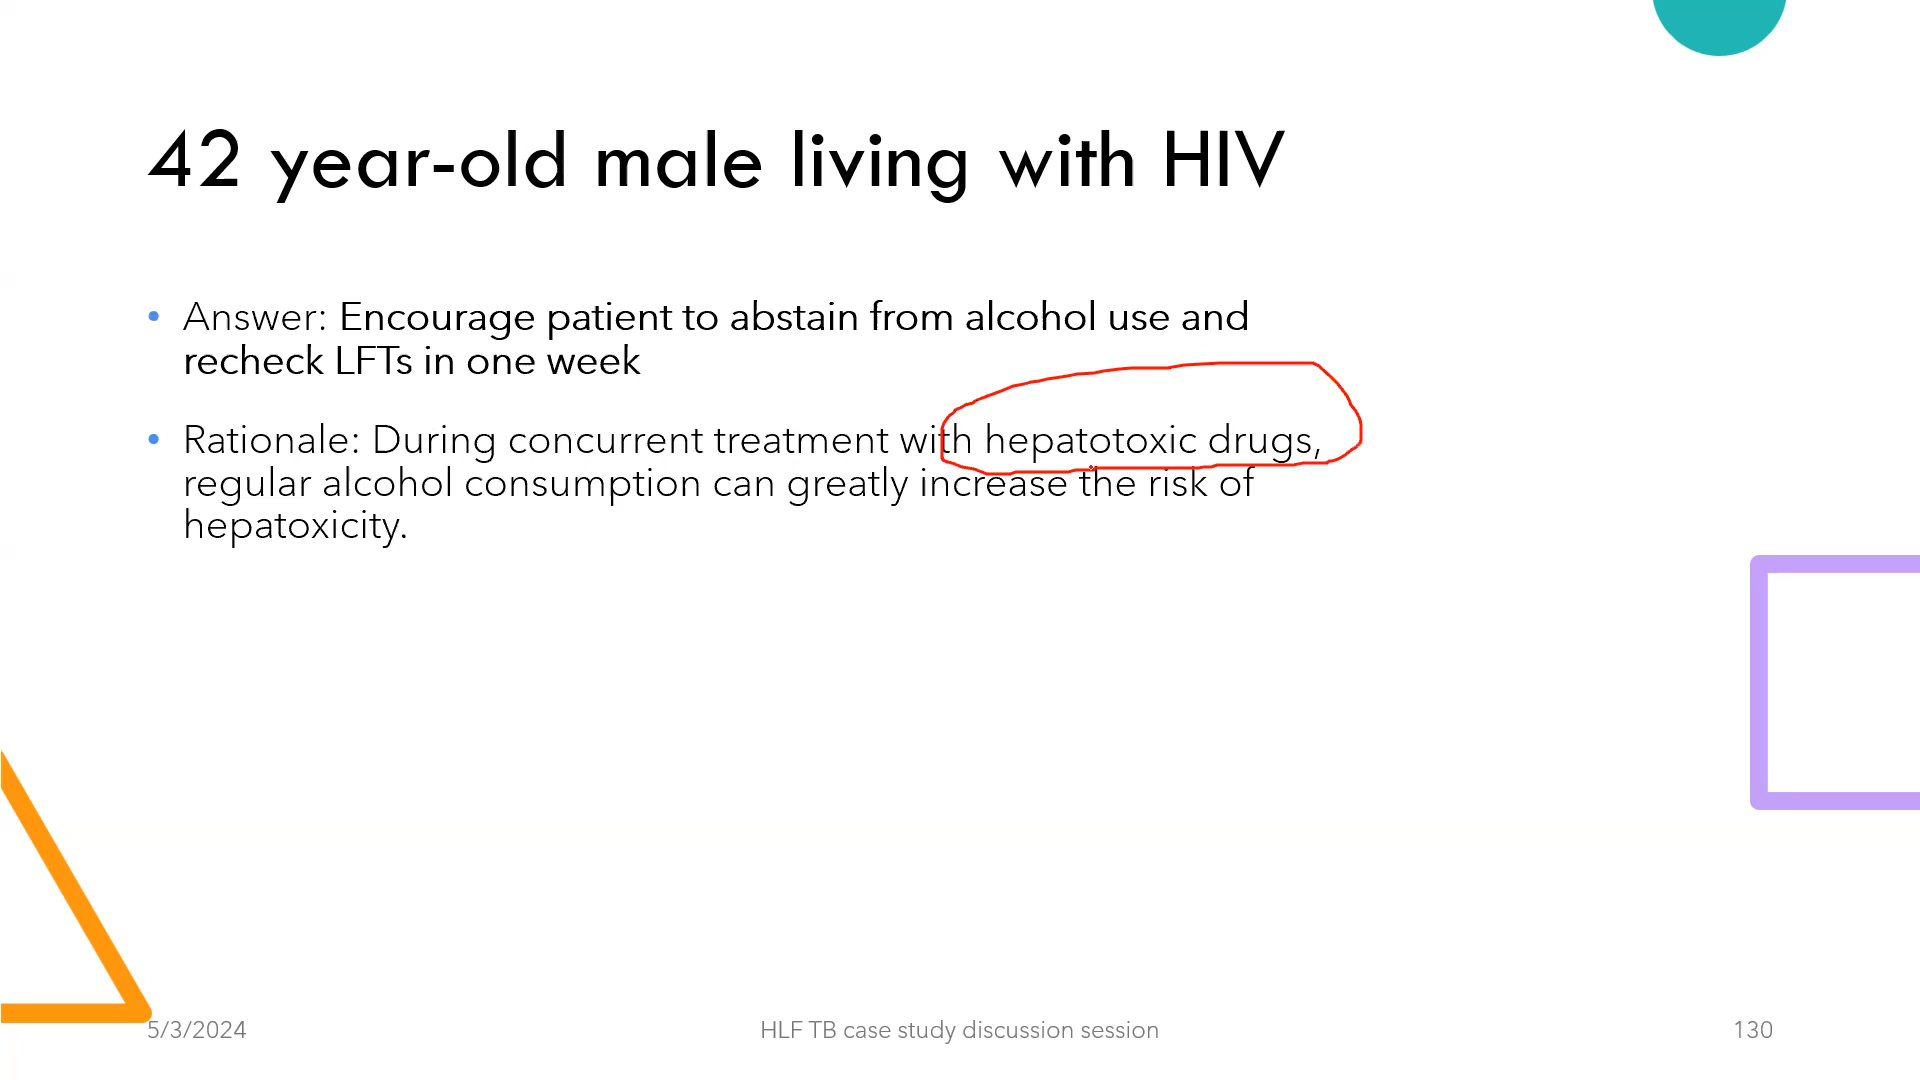 42 year-old male living with HIV
• Answer: Encourage patient to abstain from alcohol use and
recheck LFTs in one week
• Rationale: During concurrent treatment with hepatotoxic drugs,
regular alcohol consumption can greatly increase the risk of
hepatoxicity.
5/3/2024
HLF TB case study discussion session
130